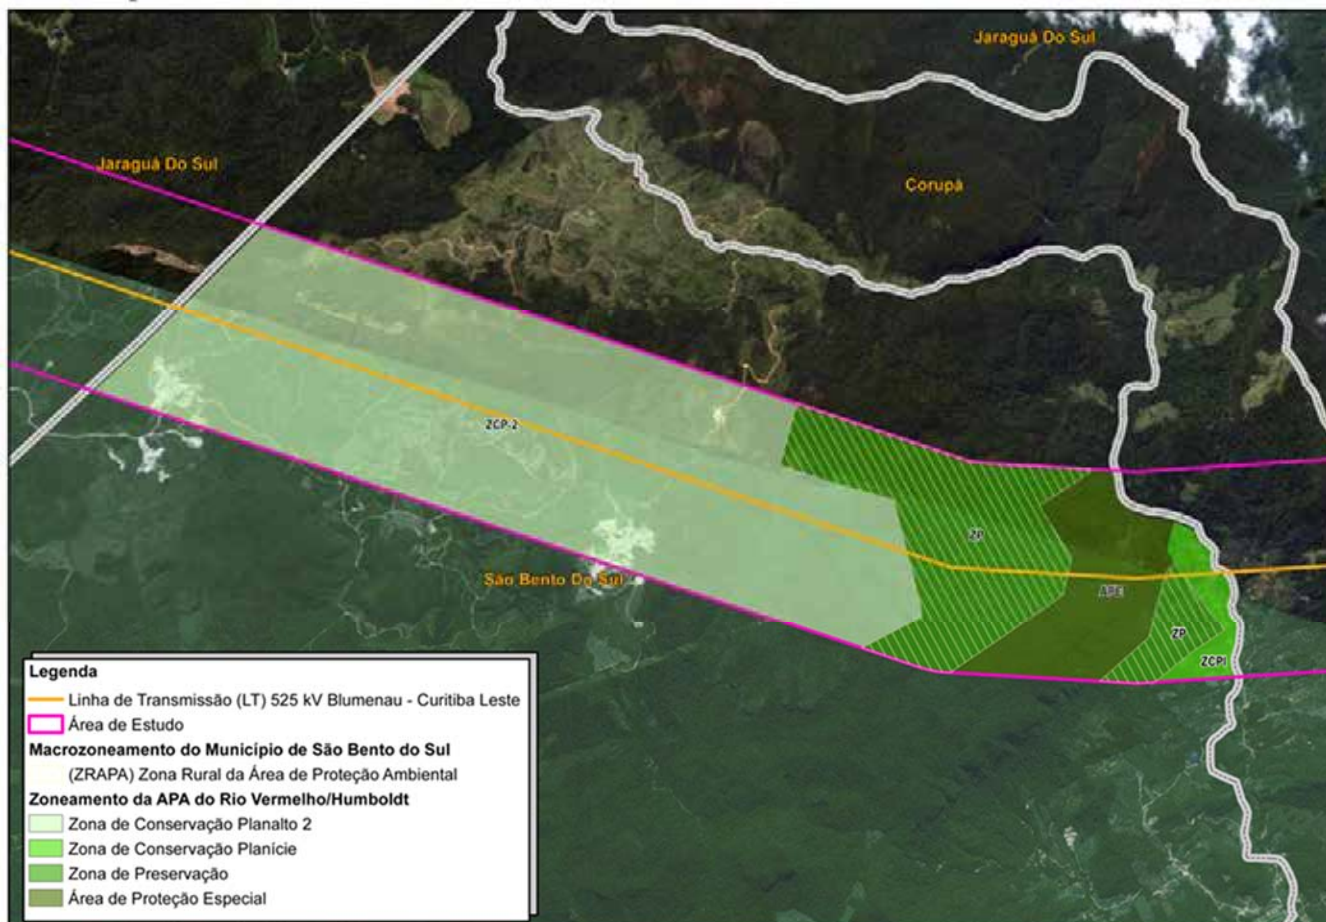 Jaraguá Do Sul
Jaraguá Do Sul
Corupá
ZCP-2
ZP
APE
São Bento Do Sul
ZP
ZCPI
Legenda
Linha de Transmissão (LT) 525 kV Blumenau - Curitiba Leste
Área de Estudo
Macrozoneamento do Município de São Bento do Sul
(ZRAPA) Zona Rural da Área de Proteção Ambiental
Zoneamento da APA do Rio Vermelho/Humboldt
Zona de Conservação Planalto 2
Zona de Conservação Planície
Zona de Preservação
Área de Proteção Especial